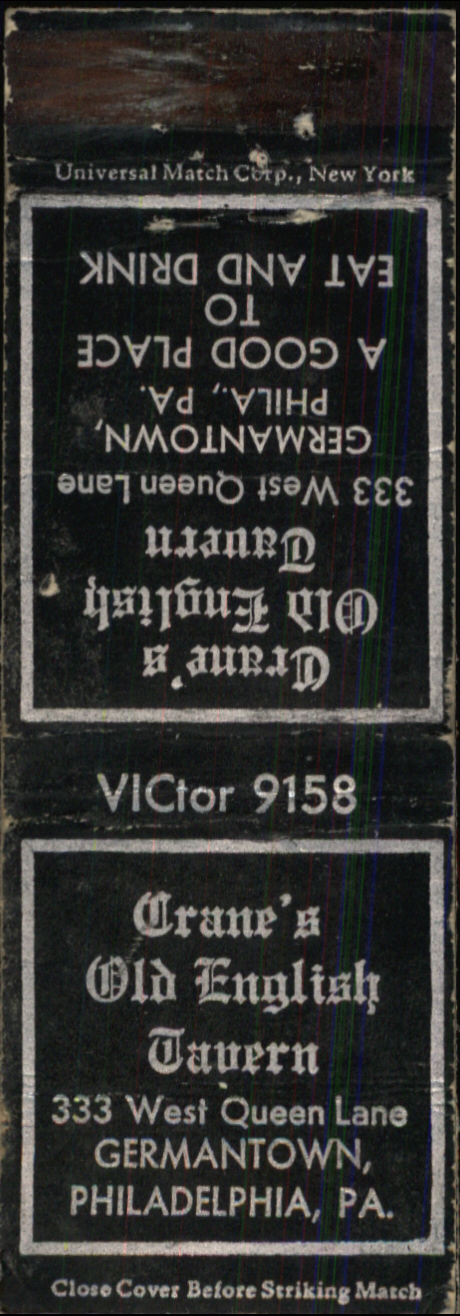 Universal Match Corp., New York
Crane's
Old English
Tavern
333 West Queen Lane
GERMANTOWN,
PHILA., PA.
A GOOD PLACE
TO
EAT AND DRINK
VICtor 9158
Crane's
Old English
Tavern
333 West Queen Lane
GERMANTOWN,
PHILADELPHIA, PA.
Close Cover Before Striking Match